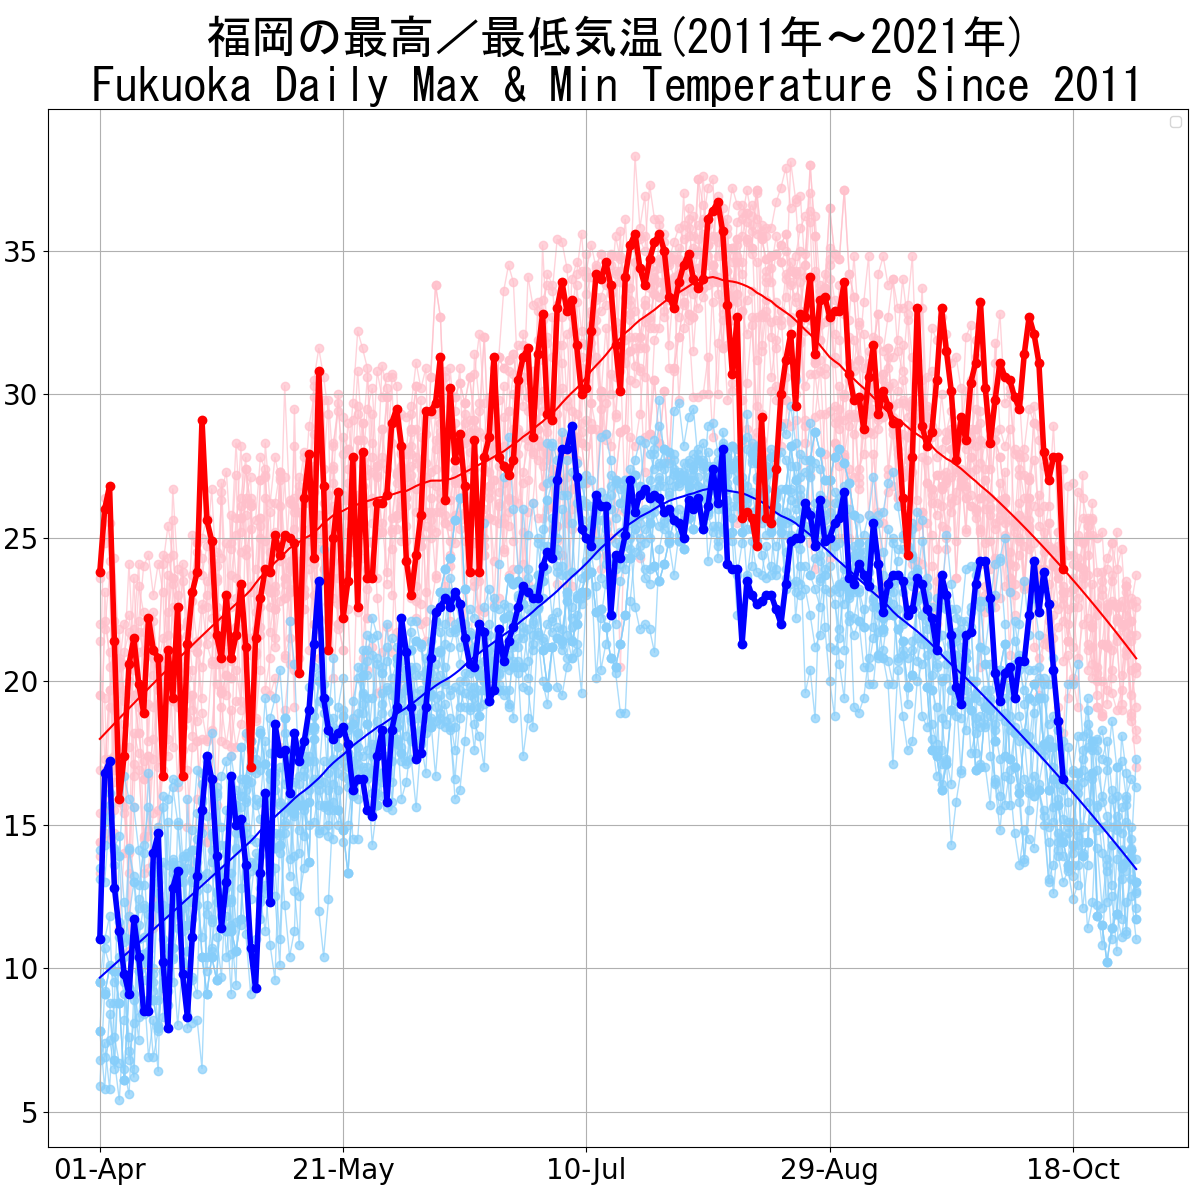 福岡の最高／最低気温(2011年〜2021年)
Fukuoka Daily Max & Min Temperature Since 2011
35
30
25
20
15
10
5
01-Apr 21-May 10-Jul 29-Aug 18-Oct